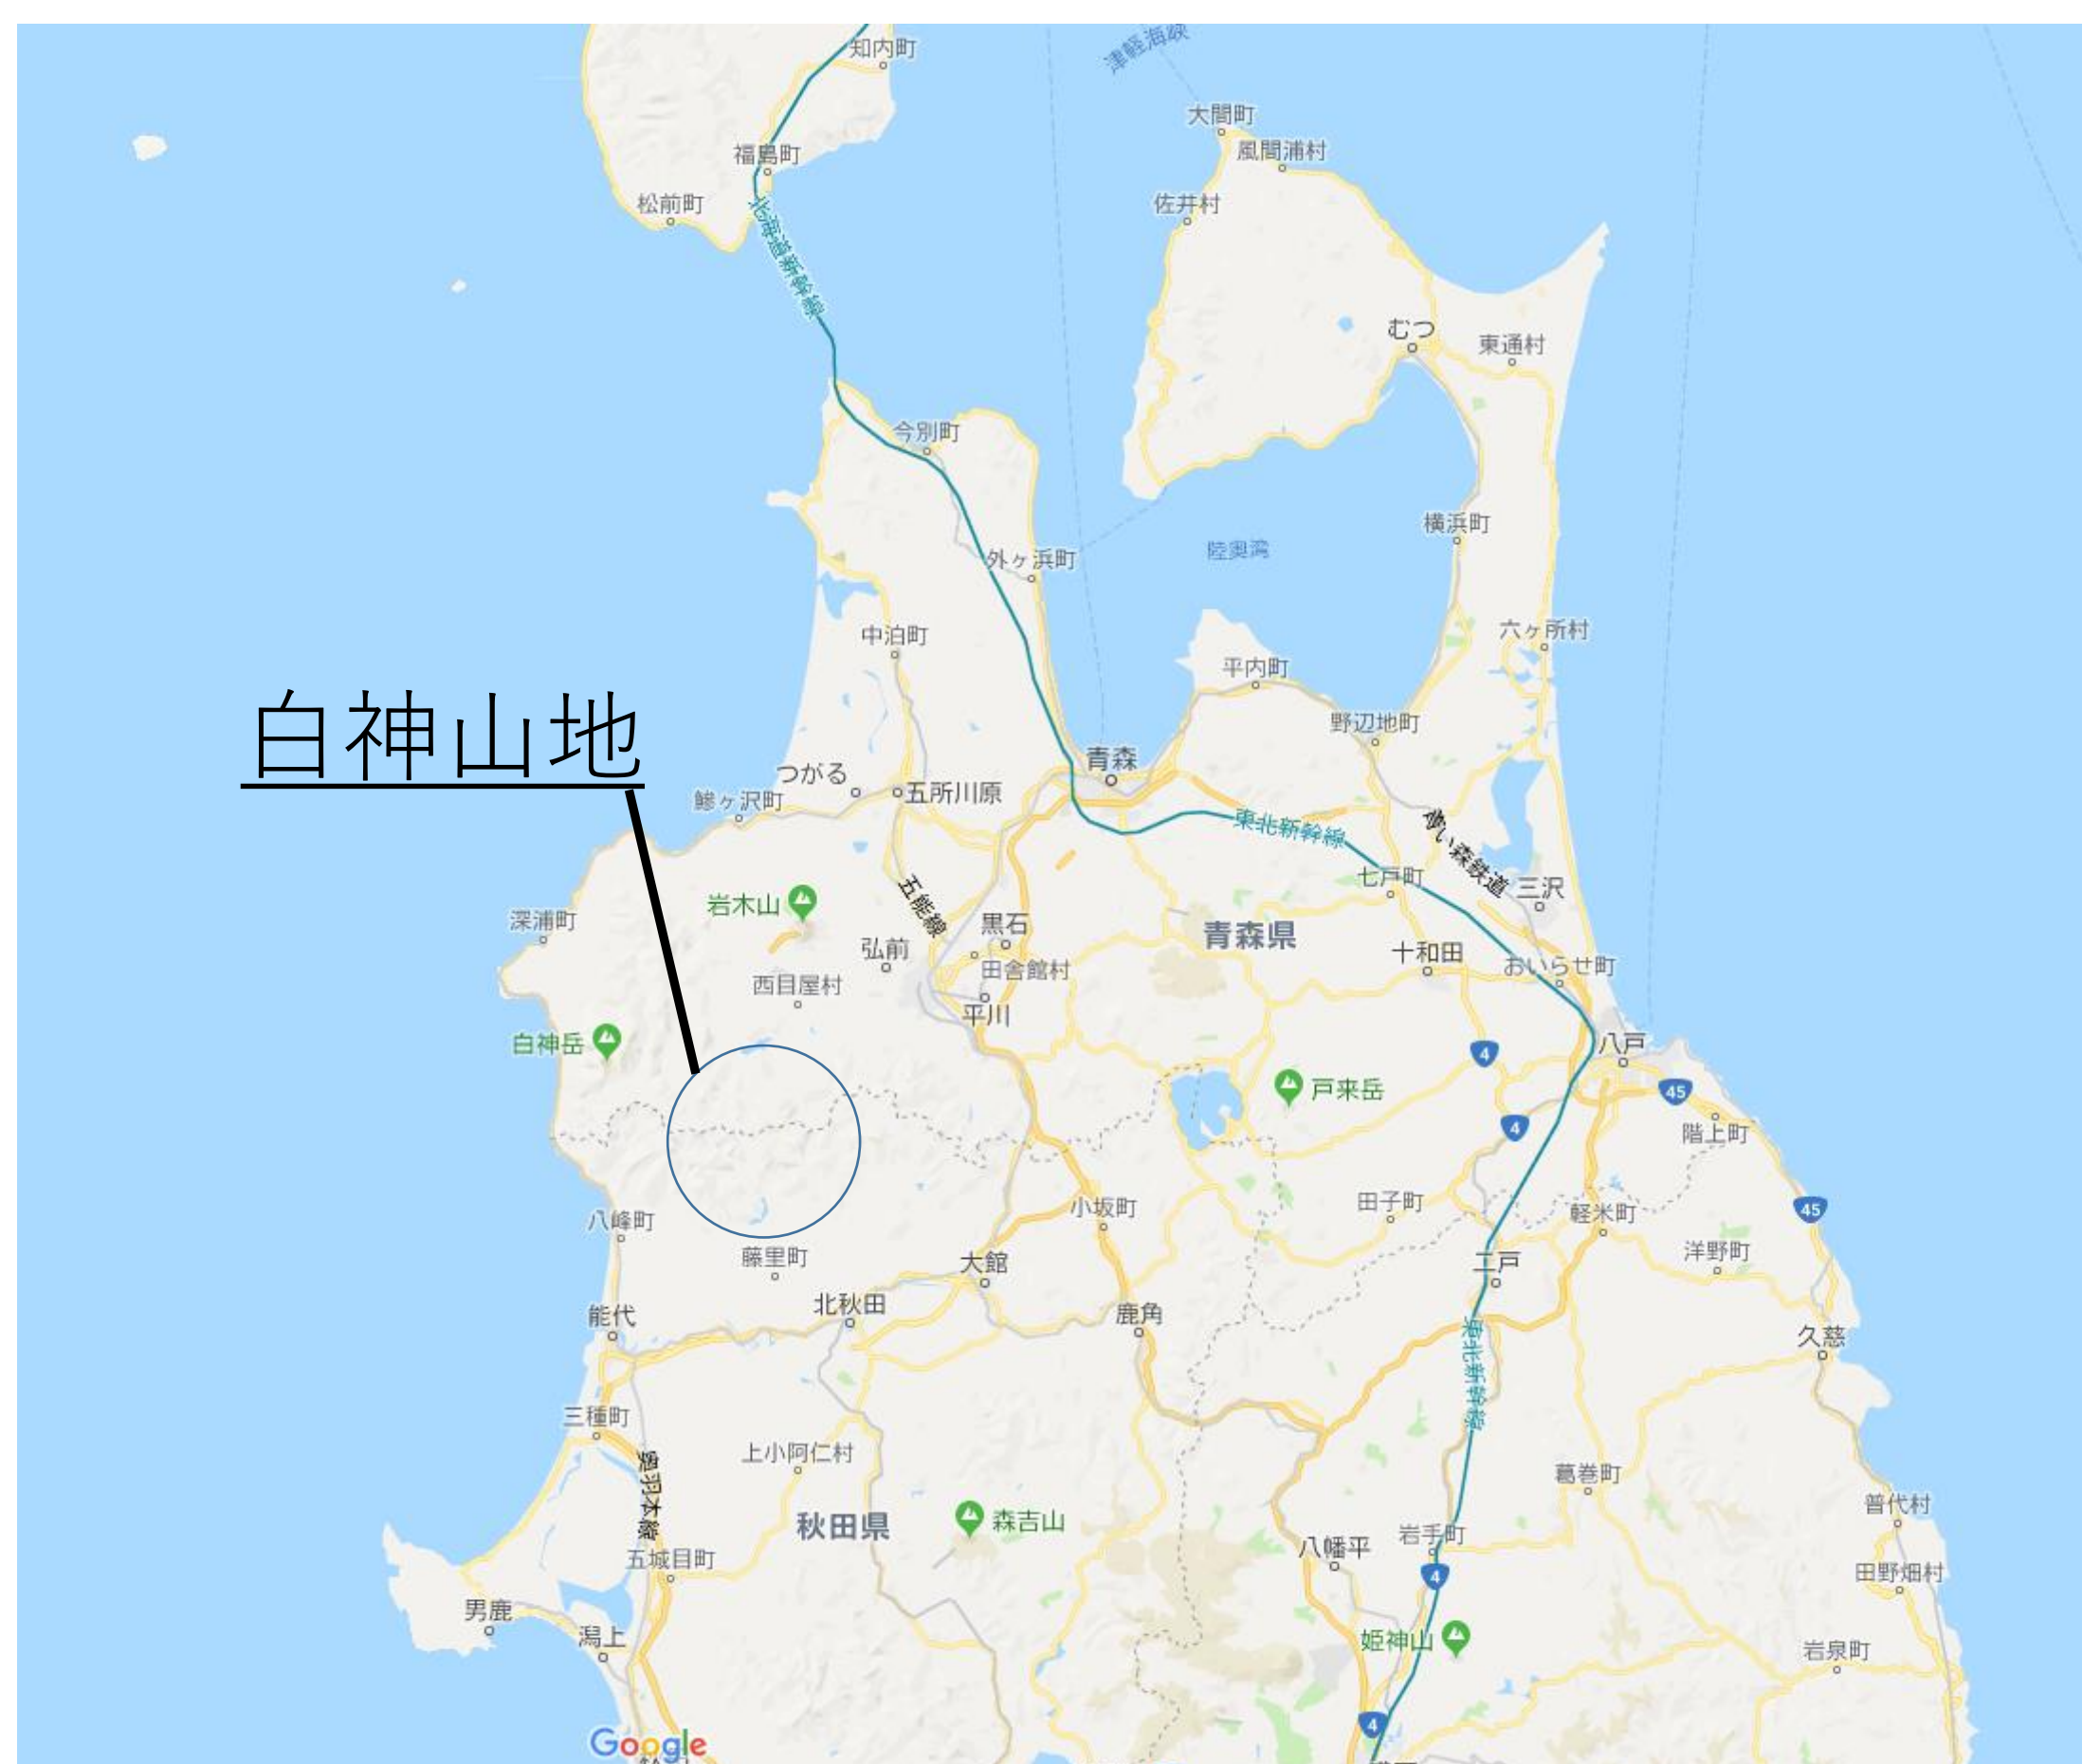 津軽海峡
知内町
大間町
風間浦村
福島町
松前町
佐井村
北海道新幹線
むつ
東通村
今別町
横浜町
陸奥湾
外ヶ浜町
中泊町
六ヶ所村
平内町
白神山地
野辺地町
青森
つがる
五所川原
鰺ヶ沢町
東北新幹線
青い森鉄道
七戸町
三沢
岩木山
五能線
深浦町
黒石
青森県
弘前
十和田
田舎館村
おいらせ町
西目屋村
平川
白神岳
八戸
4
戸来岳
45
4
階上町
田子町
小坂町
軽米町
45
八峰町
藤里町
大館
二戸
洋野町
北秋田
能代
鹿角
久慈
東北新幹線
三種町
上小阿仁村
奥羽本線
葛巻町
普代村
秋田県
森吉山
岩手町
八幡平
五城目町
4
田野畑村
男鹿
潟上
姫神山
岩泉町
4
Google